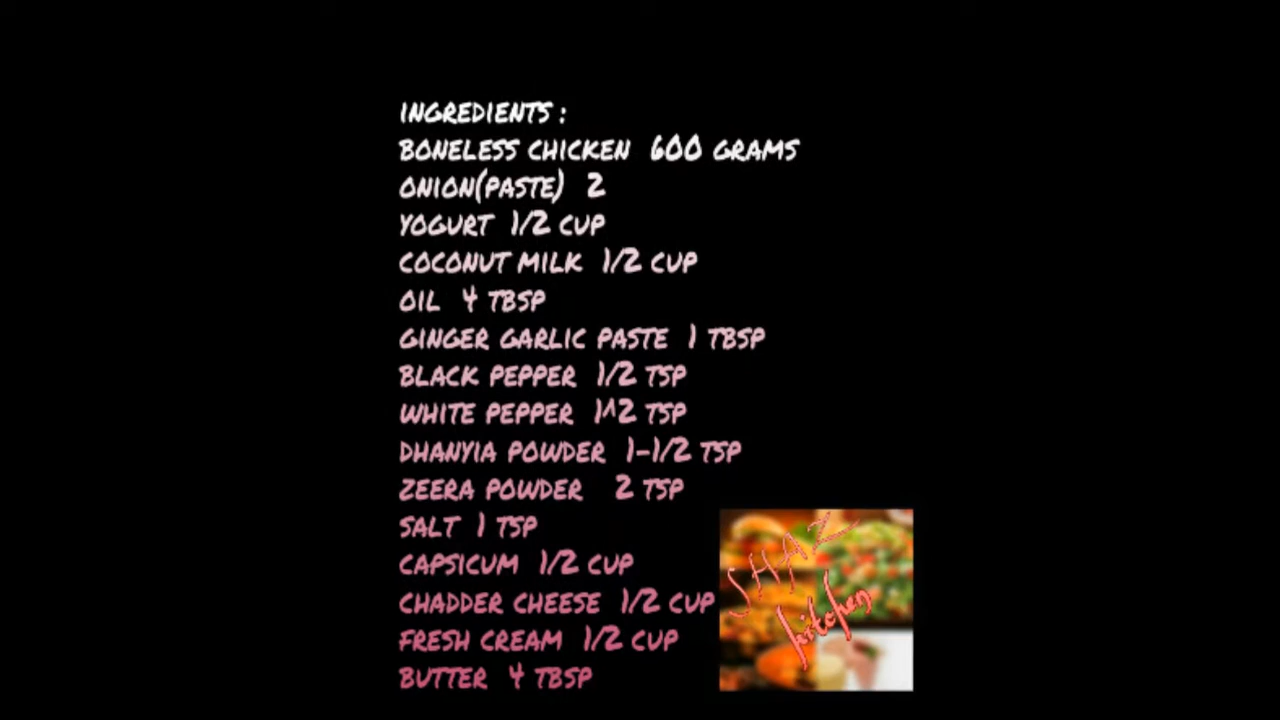 INGREDIENTS :
BONELESS CHICKEN 600 GRAMS
ONION(PASTE) 2
YOGURT 1/2 CUP
COCONUT MILK 1/2 CUP
OIL 4 TBSP
GINGER GARLIC PASTE 1 TBSP
BLACK PEPPER 1/2 TSP
WHITE PEPPER 1^2 TSP
DHANYIA POWDER 1-1/2 TSP
ZEERA POWDER 2 TSP
SALT 1 TSP
CAPSICUM 1/2 CUP
CHADDER CHEESE 1/2 CUP
FRESH CREAM 1/2 CUP
BUTTER 4 TBSP
SHAZ
kitchen